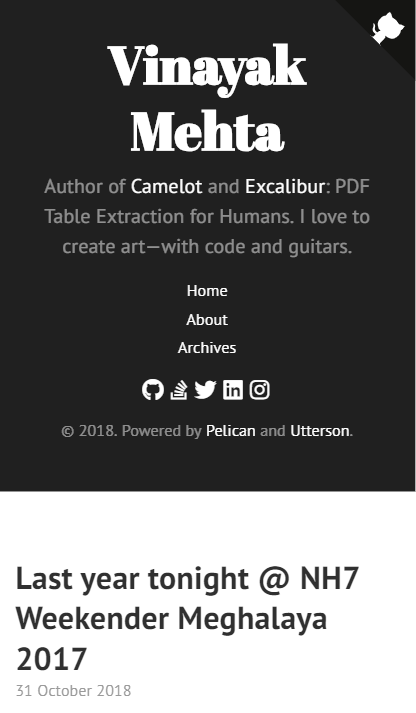 Vinayak
Mehta
Author of Camelot and Excalibur: PDF
Table Extraction for Humans. I love to
create art—with code and guitars.
Home
About
Archives
© 2018. Powered by Pelican and Utterson.
Last year tonight @ NH7
Weekender Meghalaya
2017
31 October 2018